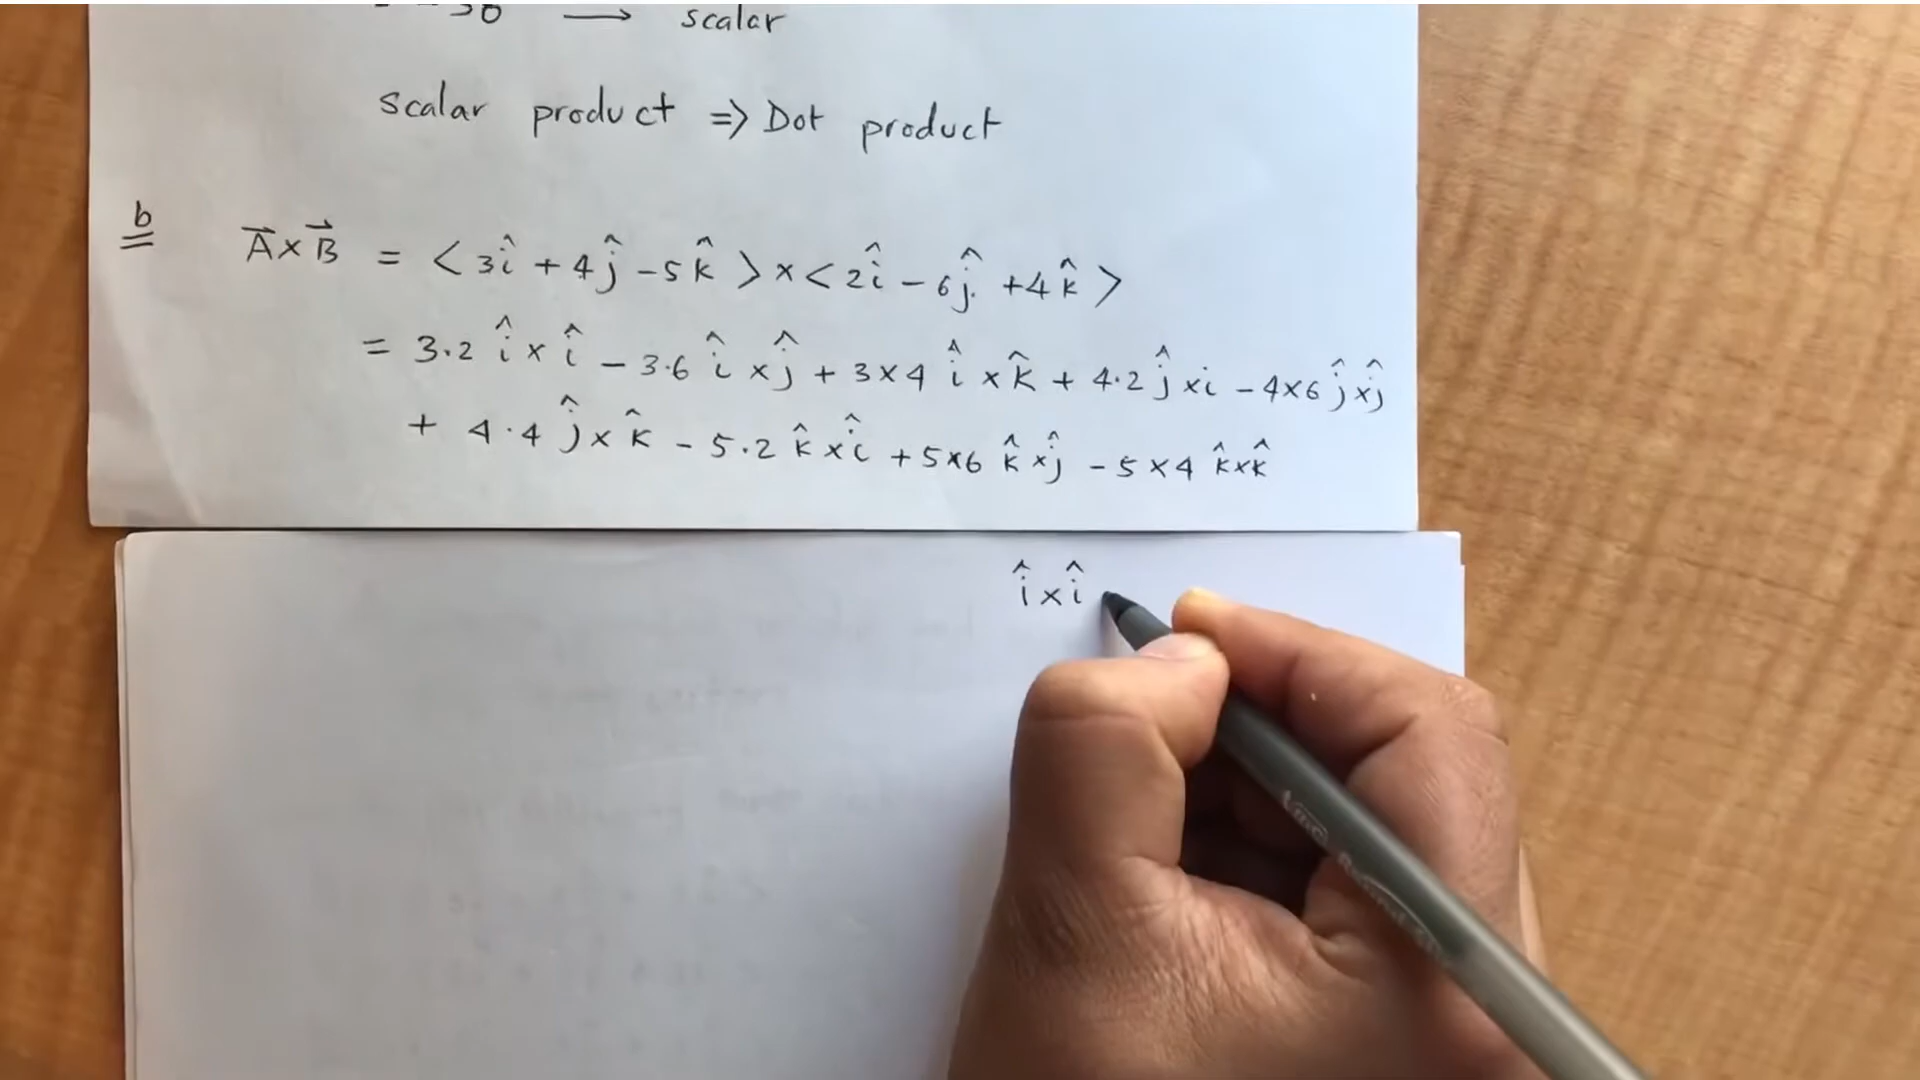 = -38 → scalar
scalar product => Dot product
b
A⃗×B⃗ = < 3î + 4ĵ - 5k̂ > × < 2î - 6ĵ + 4k̂ >
= 3·2 î × î - 3·6 î × ĵ + 3×4 î × k̂ + 4·2 ĵ × i - 4×6 ĵ × ĵ
+ 4·4 ĵ × k̂ - 5·2 k̂ × î + 5×6 k̂ × ĵ - 5×4 k̂×k̂
î × î